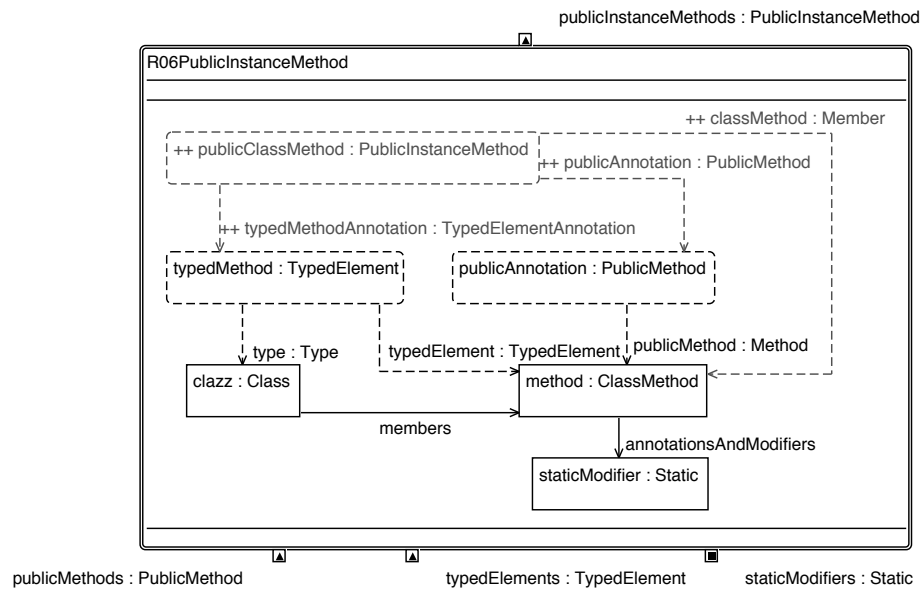 publicInstanceMethods : PublicInstanceMethod
R06PublicInstanceMethod
++ classMethod : Member
++ publicClassMethod : PublicInstanceMethod
++ publicAnnotation : PublicMethod
++ typedMethodAnnotation : TypedElementAnnotation
typedMethod : TypedElement
publicAnnotation : PublicMethod
type : Type
typedElement : TypedElement
publicMethod : Method
clazz : Class
method : ClassMethod
members
annotationsAndModifiers
staticModifier : Static
publicMethods : PublicMethod
typedElements : TypedElement
staticModifiers : Static